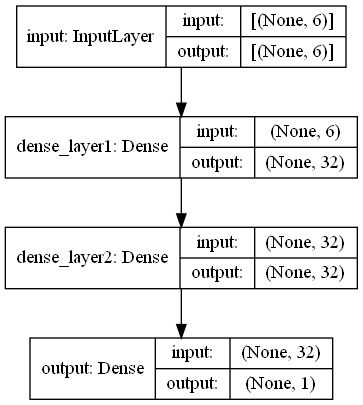 input: InputLayer
input: [(None, 6)]
output: [(None, 6)]
dense_layer1: Dense
input: (None, 6)
output: (None, 32)
dense_layer2: Dense
input: (None, 32)
output: (None, 32)
output: Dense
input: (None, 32)
output: (None, 1)